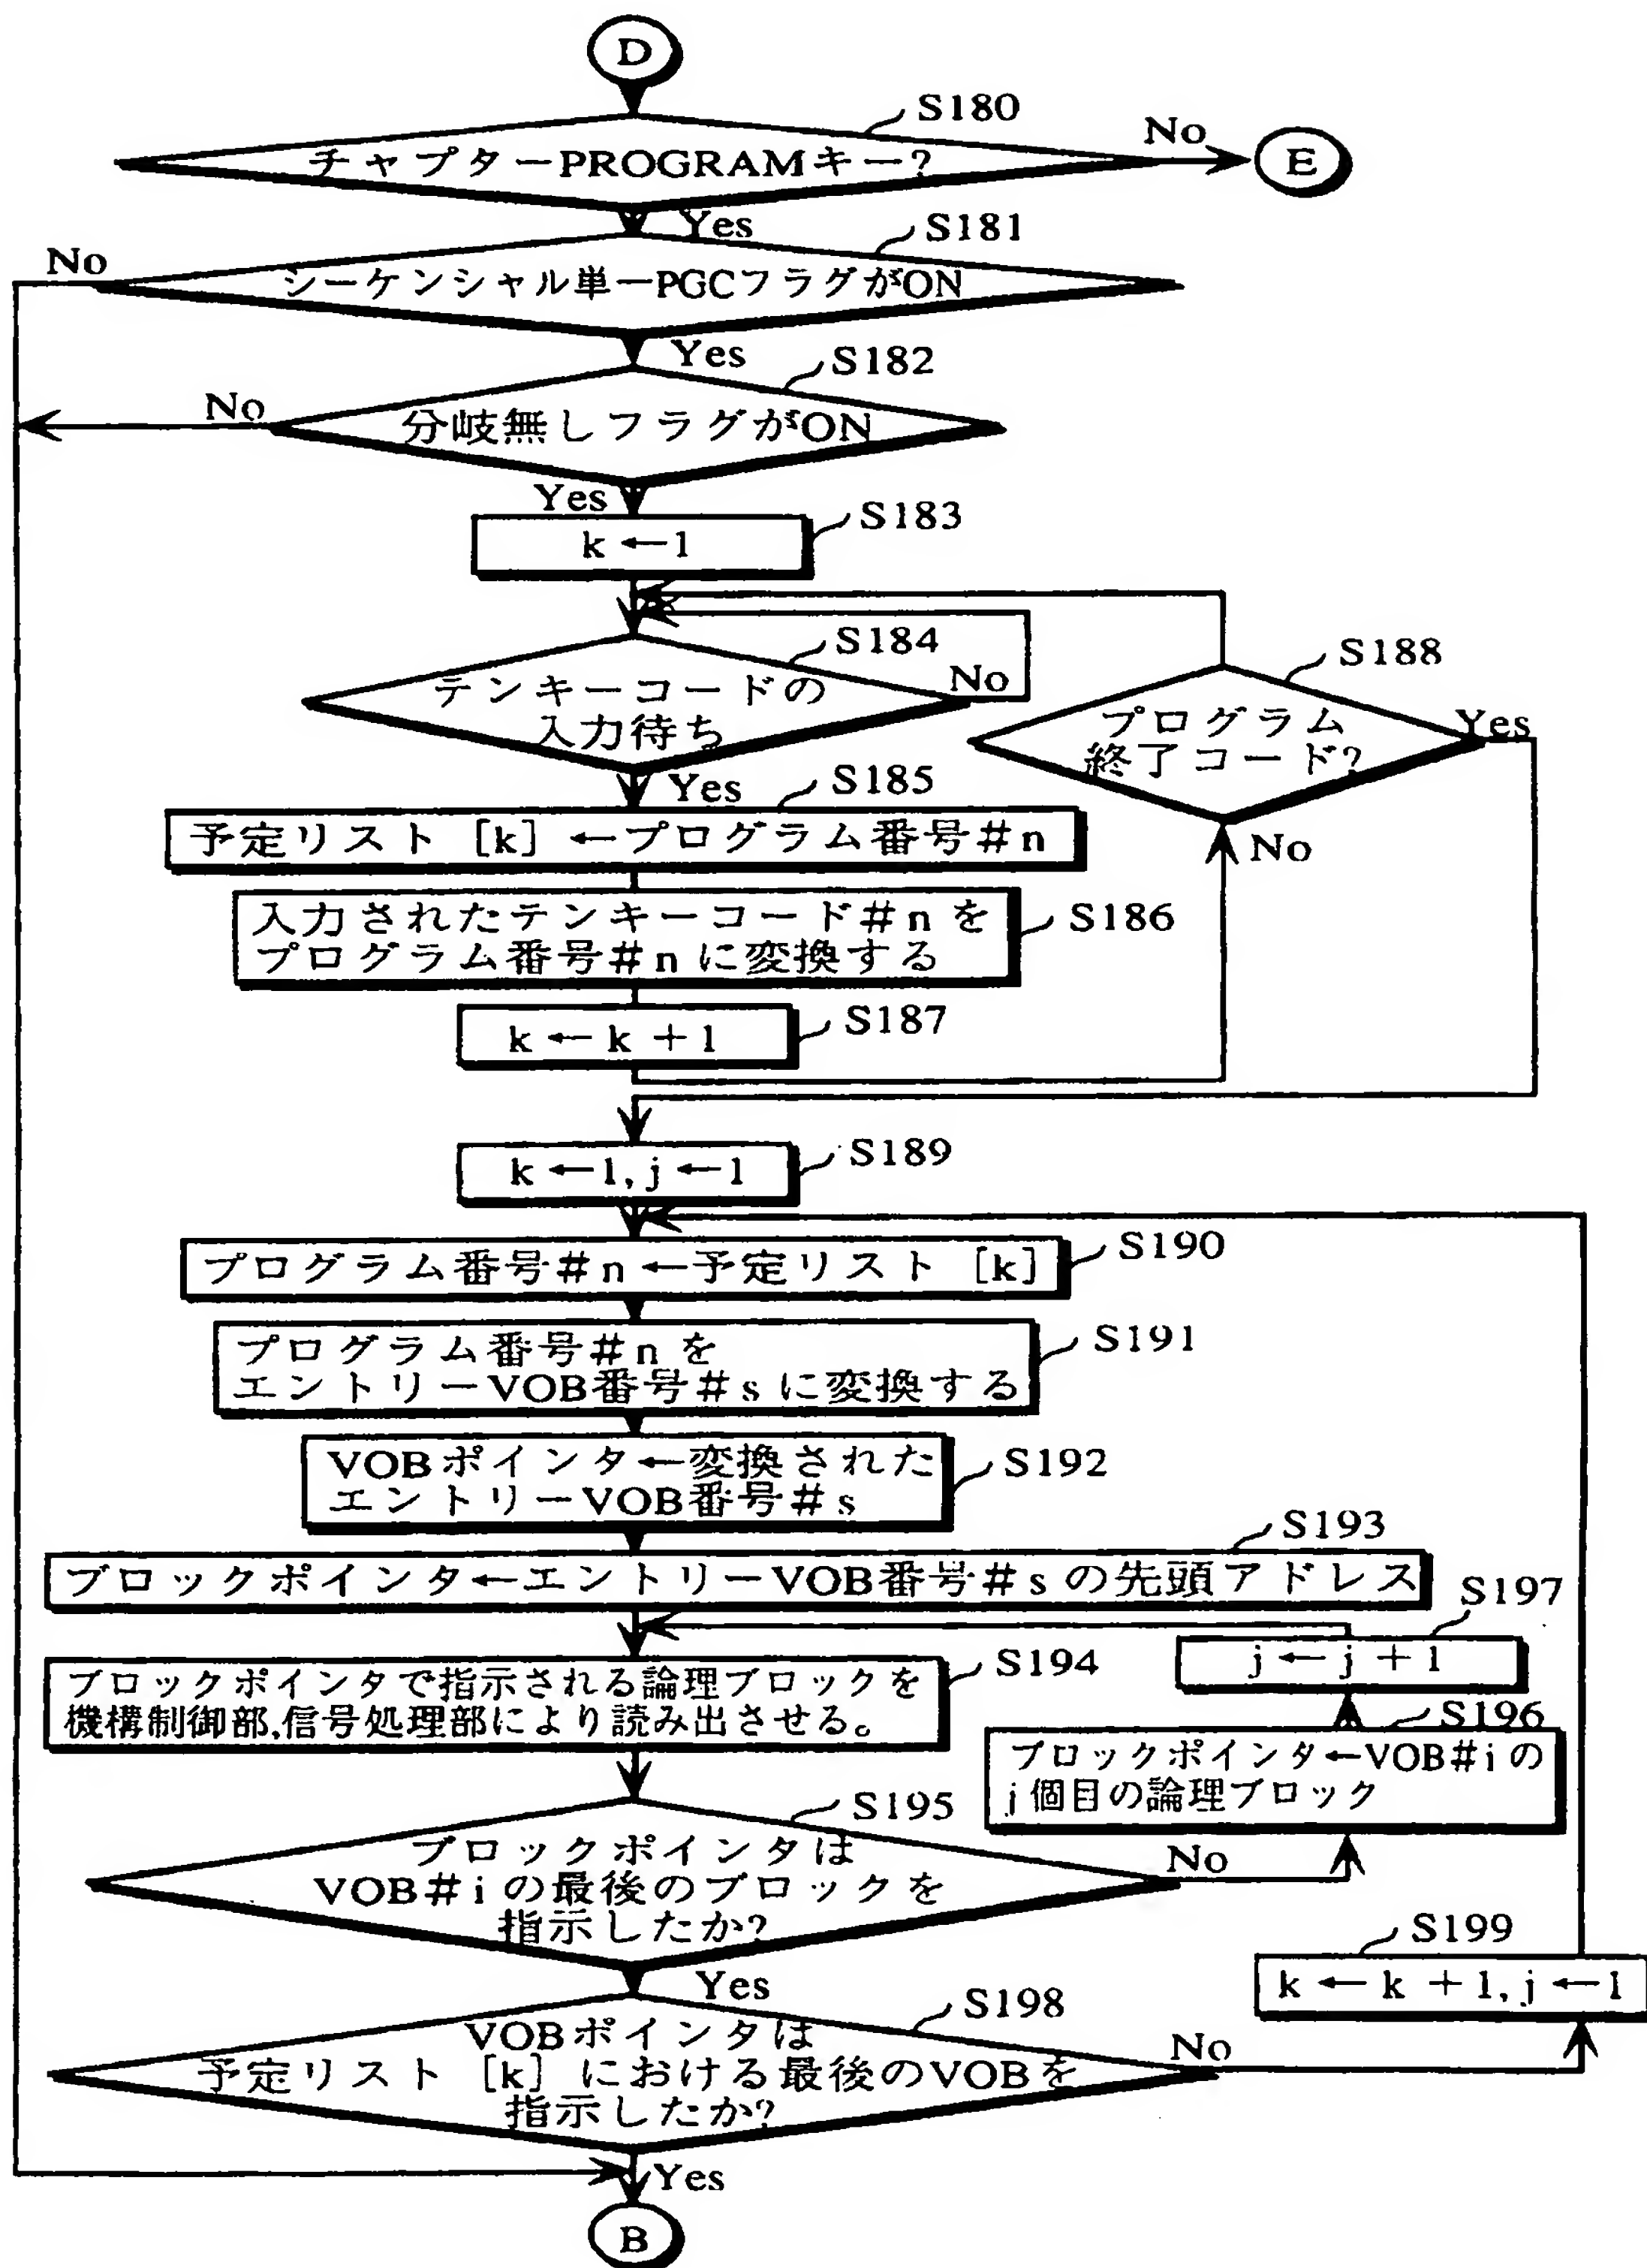 D
S180
チャプターPROGRAMキー?
No
E
Yes
S181
No
シーケンシャル単一PGCフラグがON
Yes
S182
No
分岐無しフラグがON
Yes
S183
k←1
S184
テンキーコードの
入力待ち
No
S188
プログラム
終了コード?
Yes
No
Yes
S185
予定リスト [k] ←プログラム番号#n
S186
入力されたテンキーコード#nを
プログラム番号#nに変換する
S187
k←k+1
S189
k←1,j←1
S190
プログラム番号#n←予定リスト [k]
S191
プログラム番号#nを
エントリーVOB番号#sに変換する
S192
VOBポインタ←変換された
エントリーVOB番号#s
S193
ブロックポインタ←エントリーVOB番号#sの先頭アドレス
S197
j←j+1
S194
ブロックポインタで指示される論理ブロックを
機構制御部,信号処理部により読み出させる。
S196
ブロックポインタ←VOB#iの
j個目の論理ブロック
S195
ブロックポインタは
VOB#iの最後のブロックを
指示したか?
No
Yes
S199
k←k+1,j←1
S198
VOBポインタは
予定リスト [k] における最後のVOBを
指示したか?
No
Yes
B